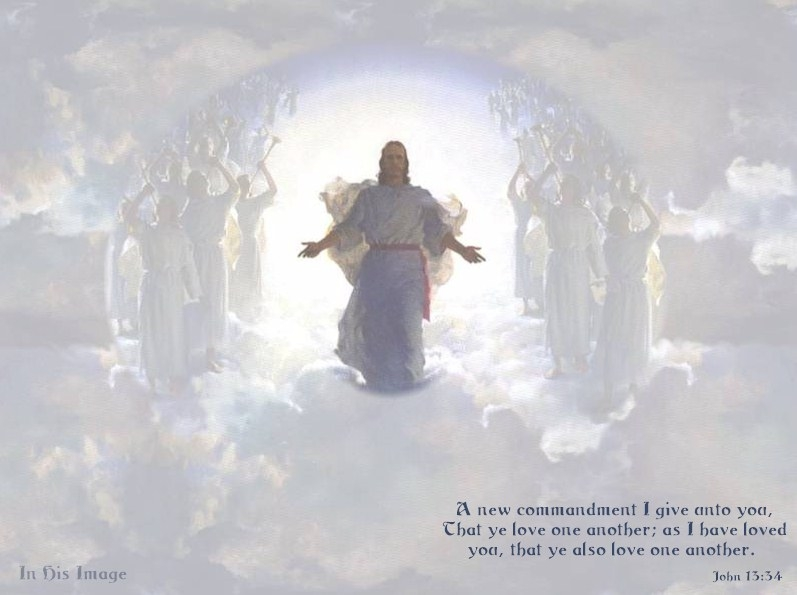 A new commandment I give unto you,
That ye love one another; as I have loved
you, that ye also love one another.
In His Image
John 13:34